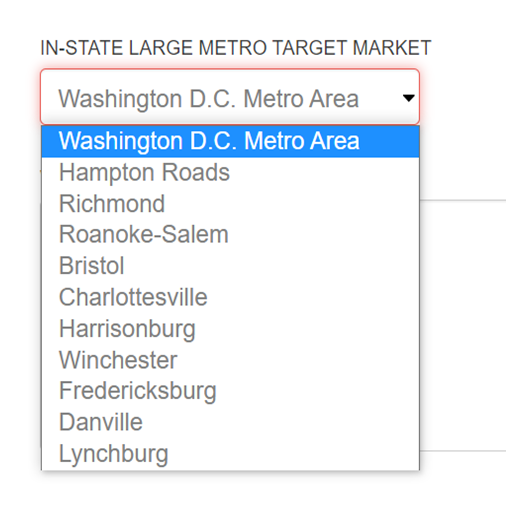 IN-STATE LARGE METRO TARGET MARKET
Washington D.C. Metro Area
Washington D.C. Metro Area
Hampton Roads
Richmond
Roanoke-Salem
Bristol
Charlottesville
Harrisonburg
Winchester
Fredericksburg
Danville
Lynchburg